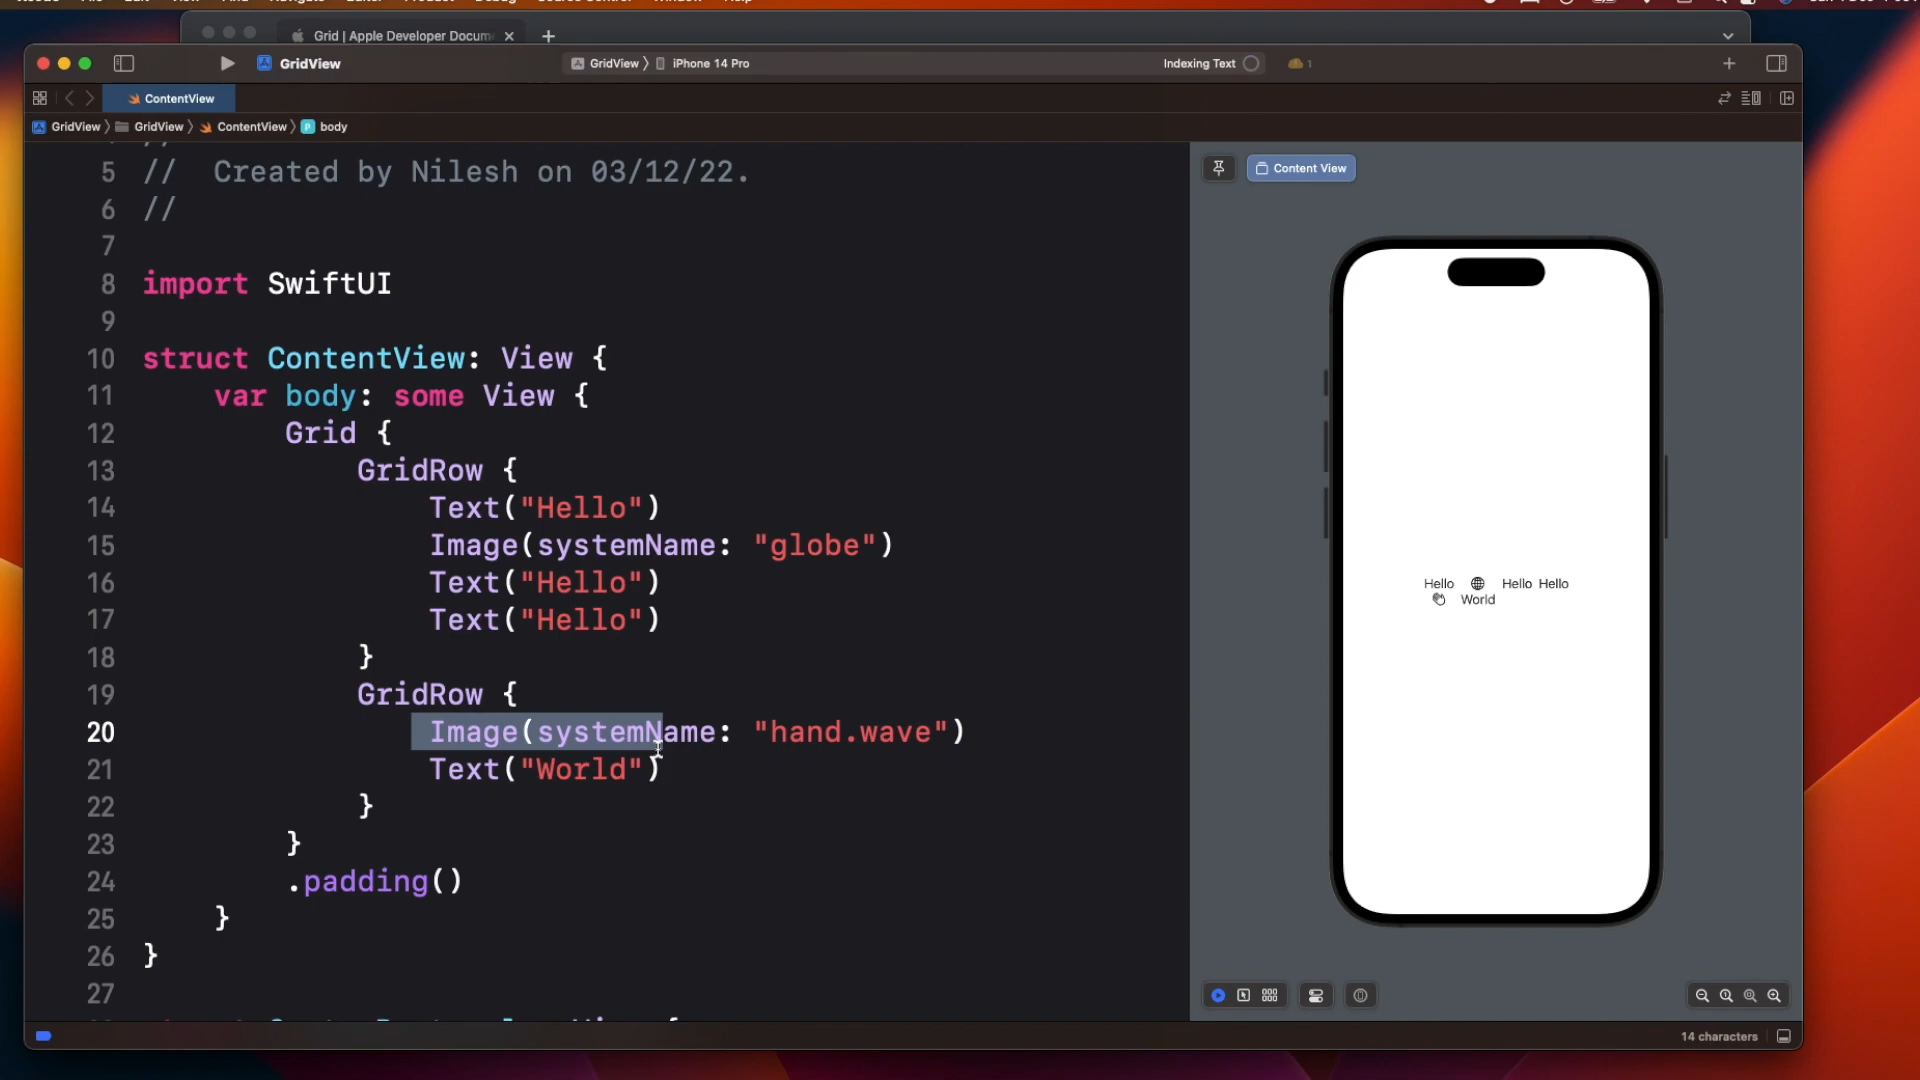 Grid | Apple Developer Docum
GridView
GridView
iPhone 14 Pro
Indexing Text
1
ContentView
GridView
GridView
ContentView
body
5 // Created by Nilesh on 03/12/22.
6 //
7
8 import SwiftUI
9
10 struct ContentView: View {
11 var body: some View {
12 Grid {
13 GridRow {
14 Text("Hello")
15 Image(systemName: "globe")
16 Text("Hello")
17 Text("Hello")
18 }
19 GridRow {
20 Image(systemName: "hand.wave")
21 Text("World")
22 }
23 }
24 .padding()
25 }
26 }
27
Content View
Hello Hello Hello
World
14 characters